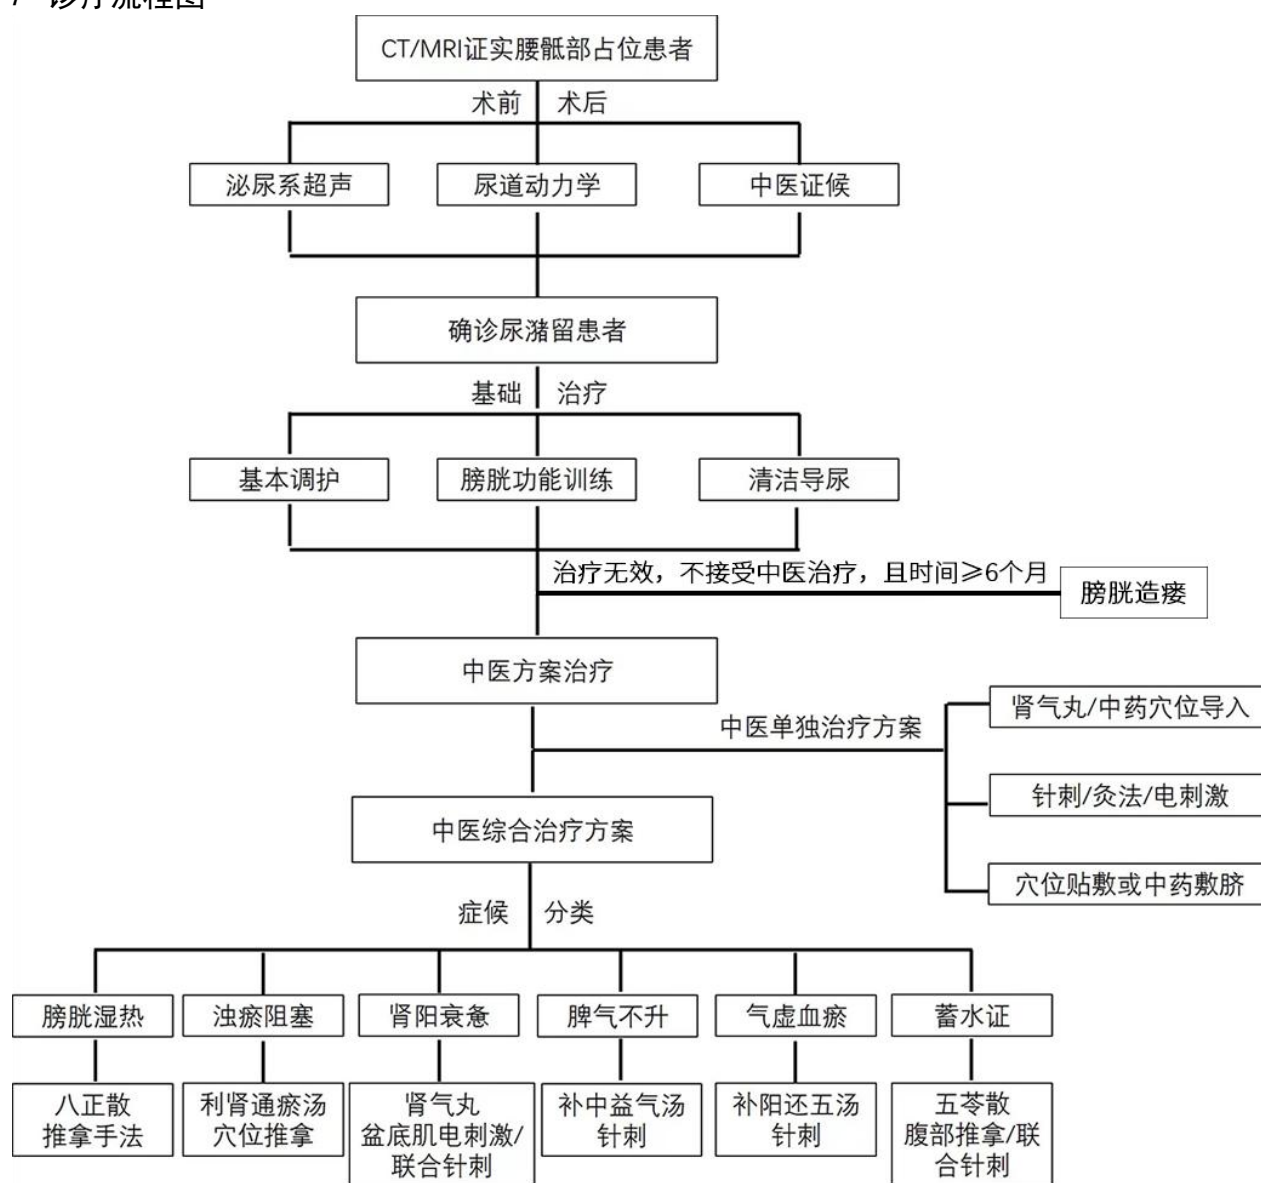 诊疗流程图
CT/MRI证实腰骶部占位患者
术前 术后
泌尿系超声 尿道动力学 中医证候
确诊尿潴留患者
基础 治疗
基本调护 膀胱功能训练 清洁导尿
治疗无效，不接受中医治疗，且时间≥6个月
膀胱造瘘
中医方案治疗
中医单独治疗方案
肾气丸/中药穴位导入
针刺/灸法/电刺激
穴位贴敷或中药敷脐
中医综合治疗方案
症候 分类
膀胱湿热 浊瘀阻塞 肾阳衰惫 脾气不升 气虚血瘀 蓄水证
八正散
推拿手法
利肾通瘀汤
穴位推拿
肾气丸
盆底肌电刺激/
联合针刺
补中益气汤
针刺
补阳还五汤
针刺
五苓散
腹部推拿/联
合针刺